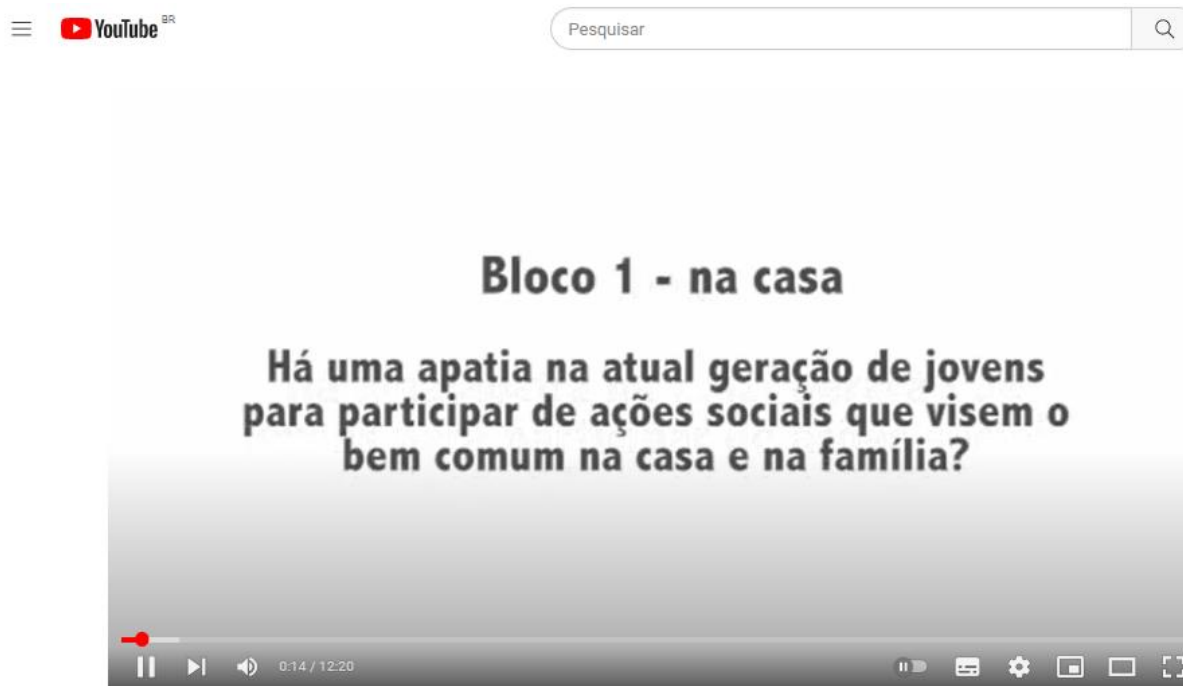 YouTube BR
Pesquisar
Bloco 1 - na casa
Há uma apatia na atual geração de jovens
para participar de ações sociais que visem o
bem comum na casa e na família?
0:14 / 12:20